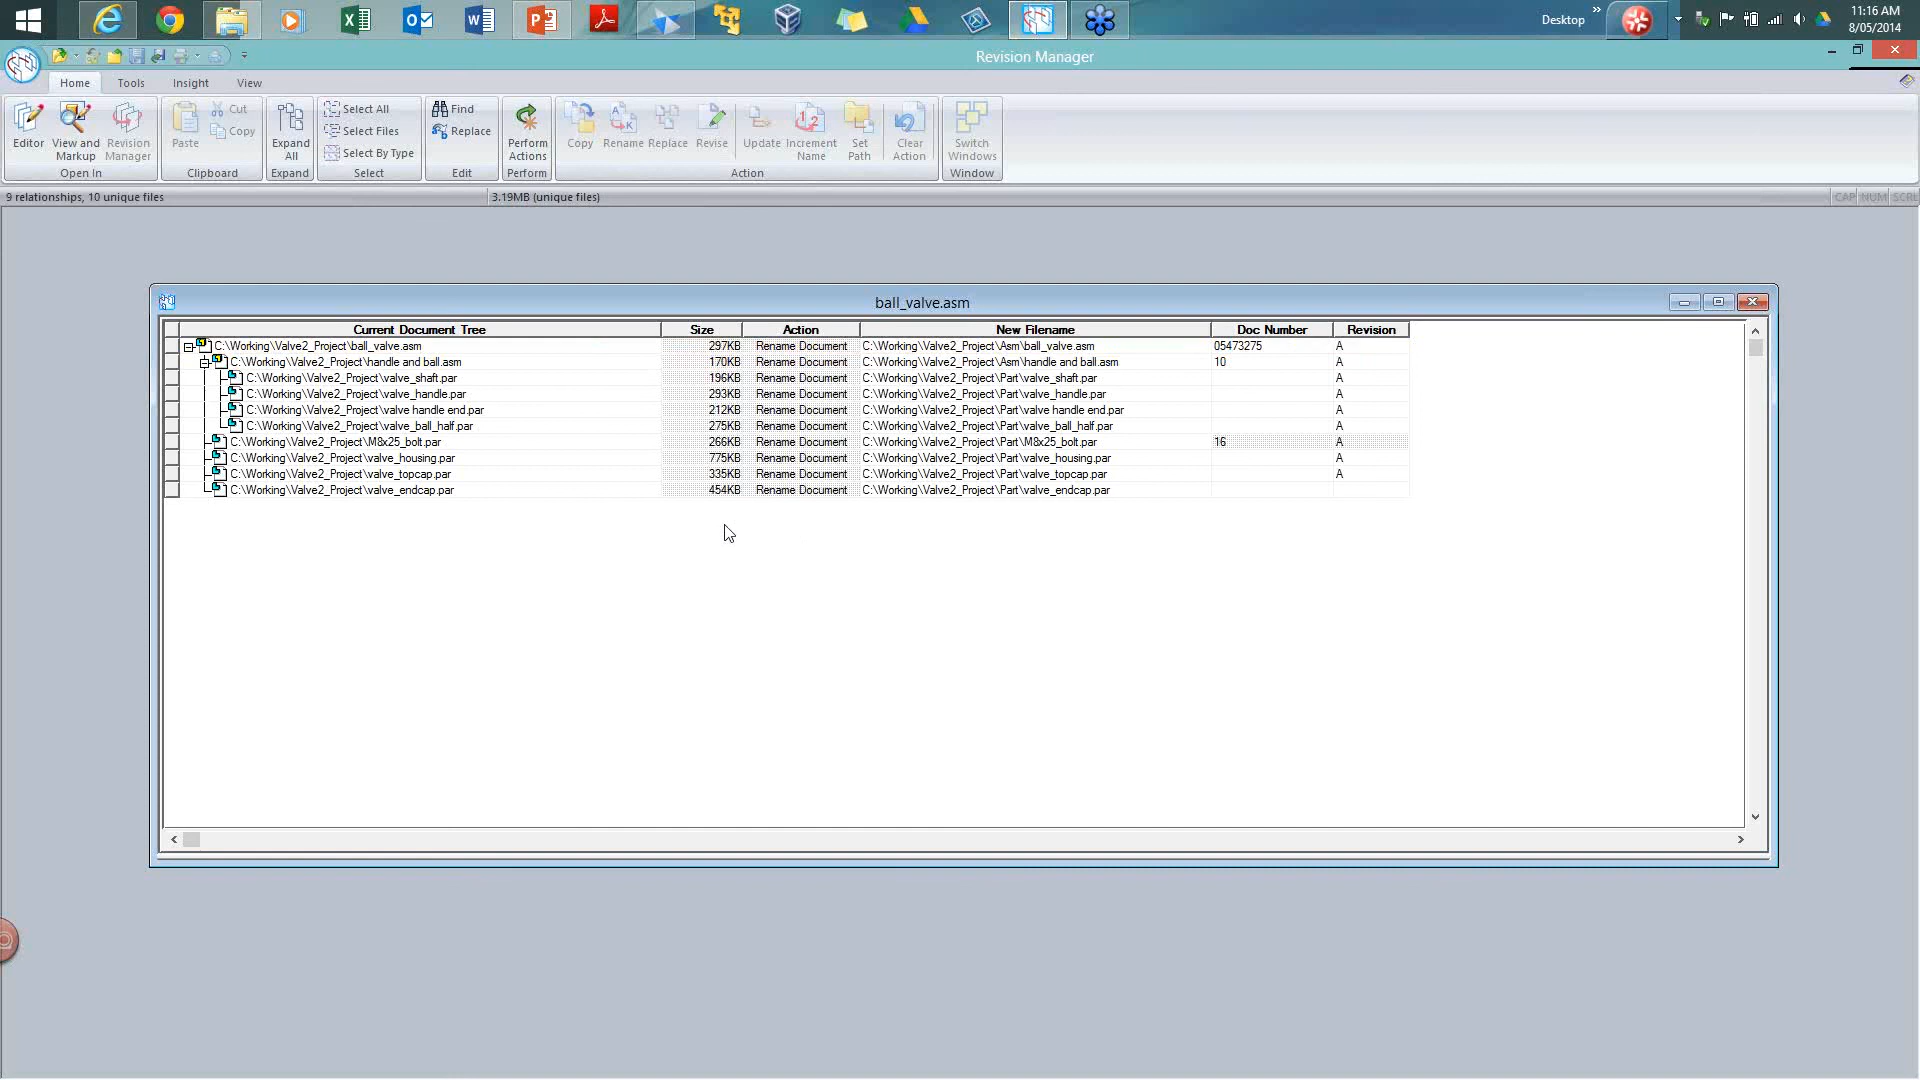 Desktop » 11:16 AM
8/05/2014
Revision Manager
Home Tools Insight View
Editor View and Markup Revision Manager
Open In
Paste Cut Copy
Clipboard
Expand All
Expand
Select All
Select Files
Select By Type
Select
Find
Replace
Edit
Perform Actions
Perform
Copy Rename Replace Revise Update Increment Name Set Path Clear Action
Action
Switch Windows
Window
9 relationships, 10 unique files 3.19MB (unique files) CAP NUM SCRL
ball_valve.asm
Current Document Tree Size Action New Filename Doc Number Revision
C:\Working\Valve2_Project\ball_valve.asm 297KB Rename Document C:\Working\Valve2_Project\Asm\ball_valve.asm 05473275 A
C:\Working\Valve2_Project\handle and ball.asm 170KB Rename Document C:\Working\Valve2_Project\Asm\handle and ball.asm 10 A
C:\Working\Valve2_Project\valve_shaft.par 196KB Rename Document C:\Working\Valve2_Project\Part\valve_shaft.par A
C:\Working\Valve2_Project\valve_handle.par 293KB Rename Document C:\Working\Valve2_Project\Part\valve_handle.par A
C:\Working\Valve2_Project\valve handle end.par 212KB Rename Document C:\Working\Valve2_Project\Part\valve handle end.par A
C:\Working\Valve2_Project\valve_ball_half.par 275KB Rename Document C:\Working\Valve2_Project\Part\valve_ball_half.par A
C:\Working\Valve2_Project\M8x25_bolt.par 266KB Rename Document C:\Working\Valve2_Project\Part\M8x25_bolt.par 16 A
C:\Working\Valve2_Project\valve_housing.par 775KB Rename Document C:\Working\Valve2_Project\Part\valve_housing.par A
C:\Working\Valve2_Project\valve_topcap.par 335KB Rename Document C:\Working\Valve2_Project\Part\valve_topcap.par A
C:\Working\Valve2_Project\valve_endcap.par 454KB Rename Document C:\Working\Valve2_Project\Part\valve_endcap.par